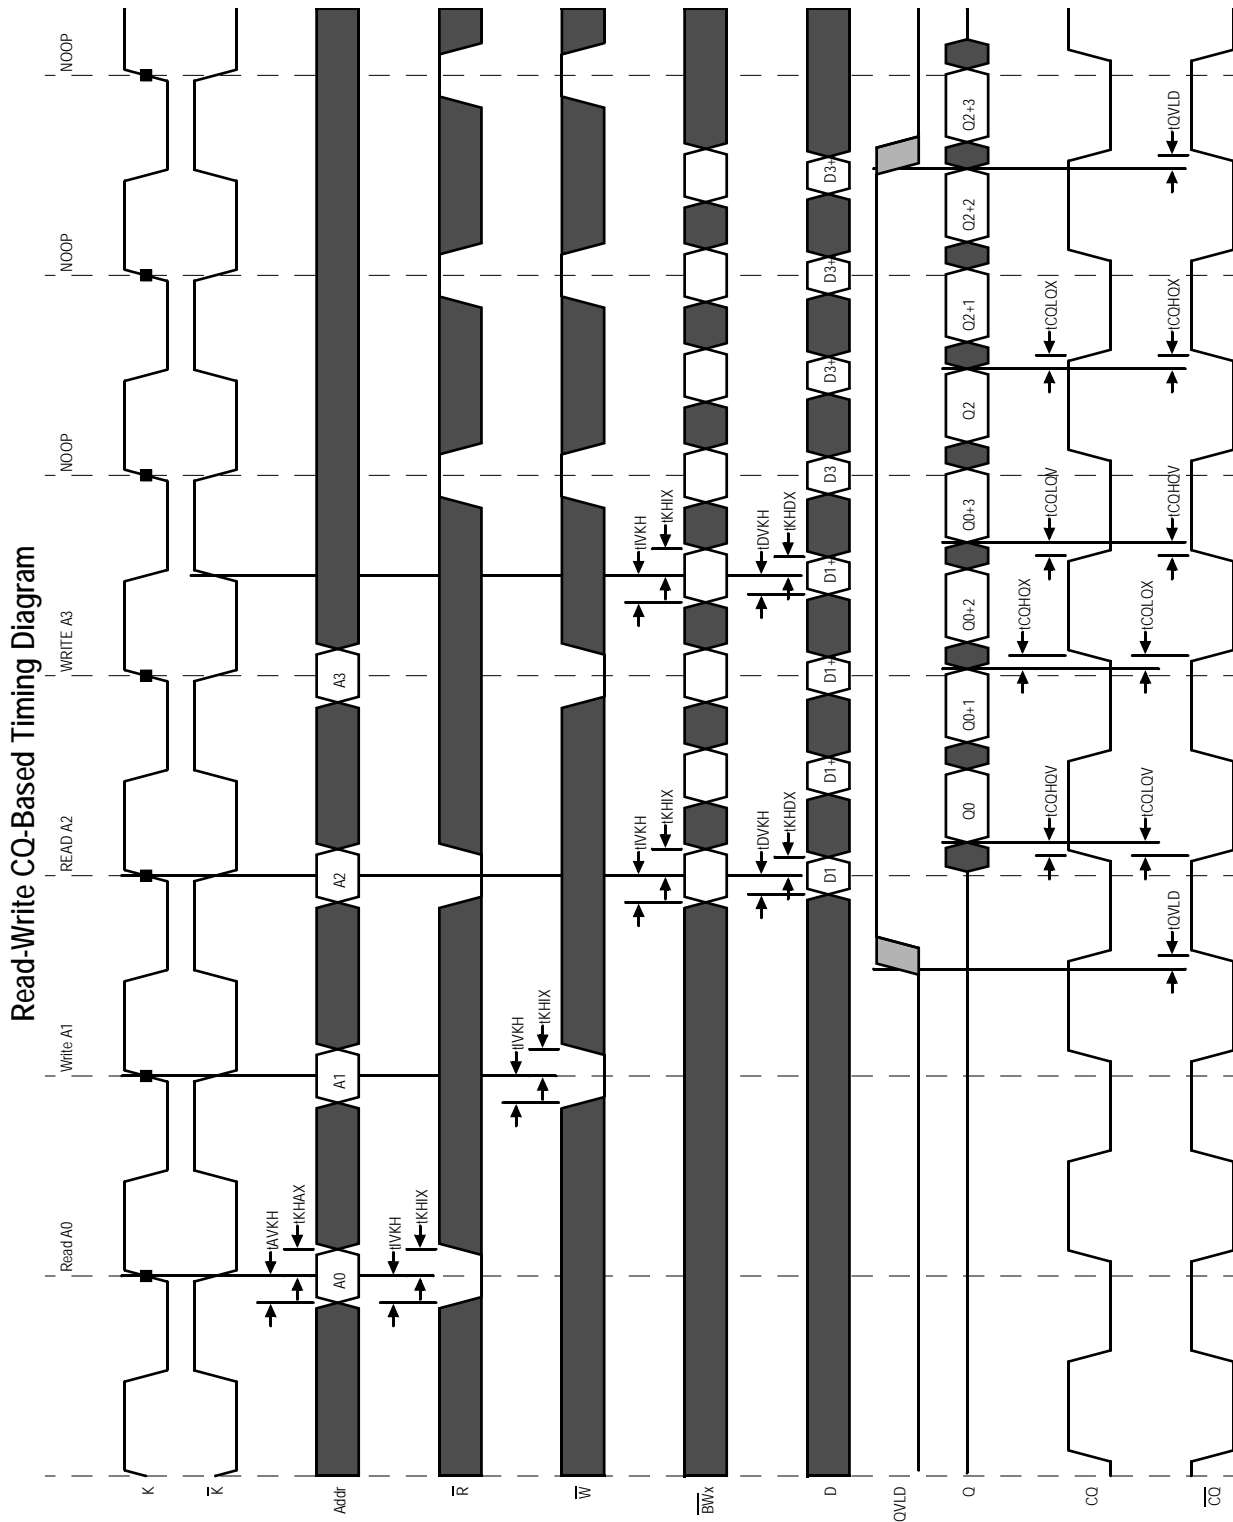 Read-Write CQ-Based Timing Diagram
Read A0
Write A1
READ A2
WRITE A3
NOOP
NOOP
NOOP
K
K̅
tAVKH
tKHAX
Addr
A0
A1
A2
A3
tIVKH
tKHIX
R̅
tIVKH
tKHIX
W̅
tIVKH
tKHIX
tIVKH
tKHIX
B̅W̅x̅
tDVKH
tKHDX
tDVKH
tKHDX
D
D1
D1+
D1+
D1+
D3
D3+
D3+
D3+
QVLD
Q
Q0
Q0+1
Q0+2
Q0+3
Q2
Q2+1
Q2+2
Q2+3
tCQHQV
tCQHQX
tCQLQV
tCQLQX
CQ
tQVLD
tCQLQV
tCQLQX
tCQHQV
tCQHQX
tQVLD
C̅Q̅